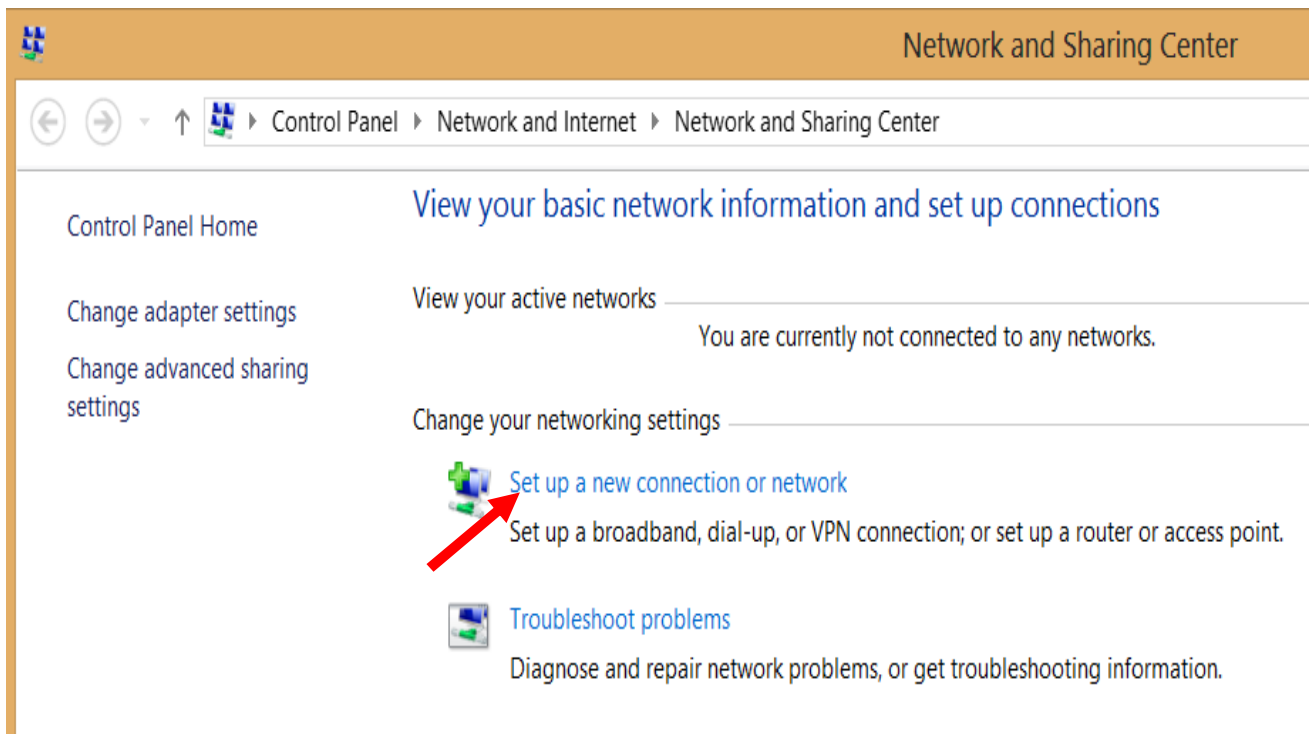 Network and Sharing Center
Control Panel Network and Internet Network and Sharing Center
Control Panel Home
Change adapter settings
Change advanced sharing
settings
View your basic network information and set up connections
View your active networks
You are currently not connected to any networks.
Change your networking settings
Set up a new connection or network
Set up a broadband, dial-up, or VPN connection; or set up a router or access point.
Troubleshoot problems
Diagnose and repair network problems, or get troubleshooting information.